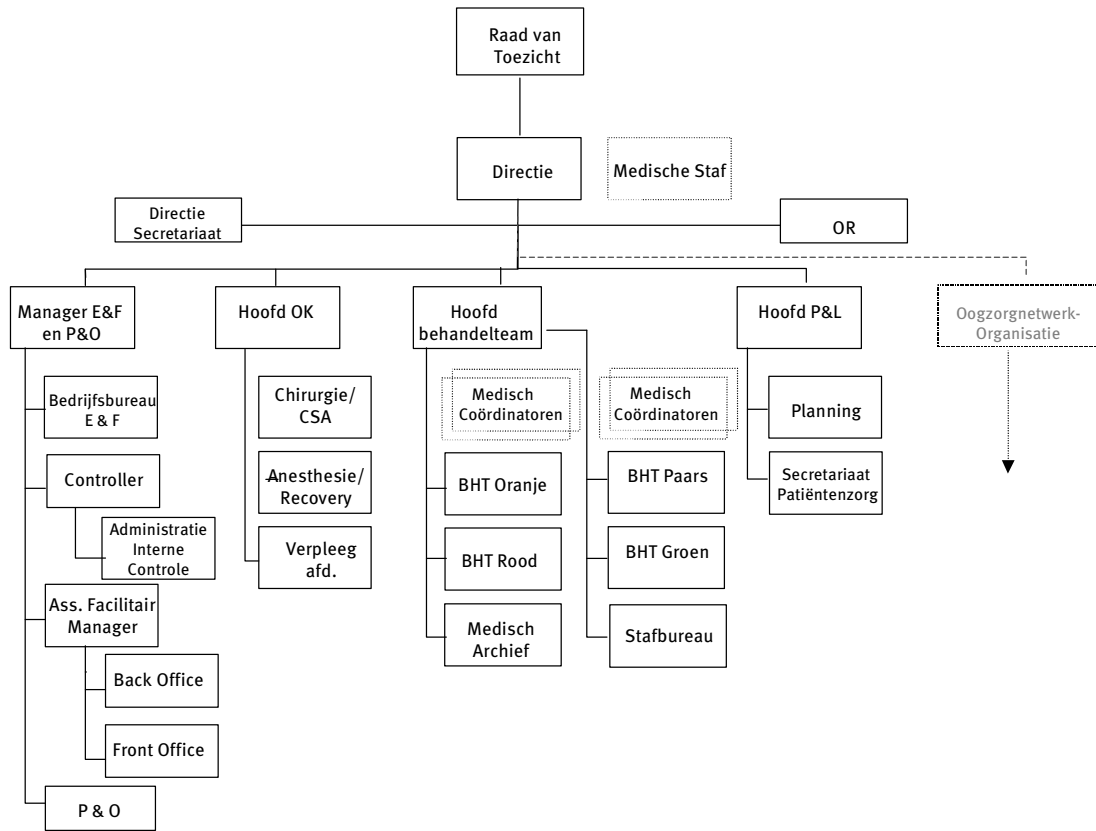 Raad van
Toezicht
Directie
Medische Staf
Directie
Secretariaat
OR
Manager E&F
en P&O
Hoofd OK
Hoofd
behandelteam
Hoofd P&L
Oogzorgnetwerk-
Organisatie
Bedrijfsbureau
E & F
Controller
Administratie
Interne
Controle
Ass. Facilitair
Manager
Back Office
Front Office
P & O
Chirurgie/
CSA
Anesthesie/
Recovery
Verpleeg
afd.
Medisch
Coördinatoren
BHT Oranje
BHT Rood
Medisch
Archief
Medisch
Coördinatoren
BHT Paars
BHT Groen
Stafbureau
Planning
Secretariaat
Patiëntenzorg